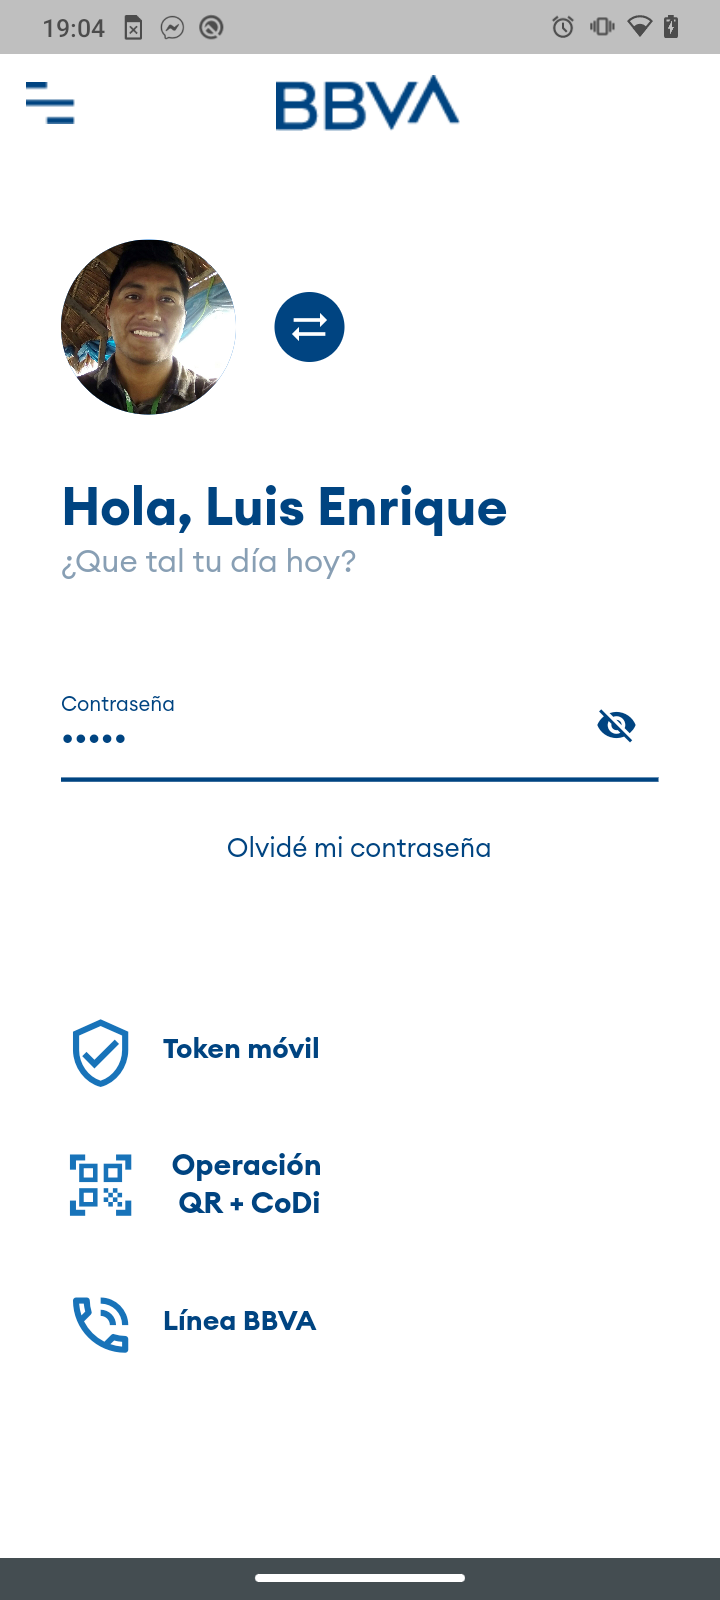 19:04
BBVA
Hola, Luis Enrique
¿Que tal tu día hoy?
Contraseña
•••••
Olvidé mi contraseña
Token móvil
Operación
QR + CoDi
Línea BBVA